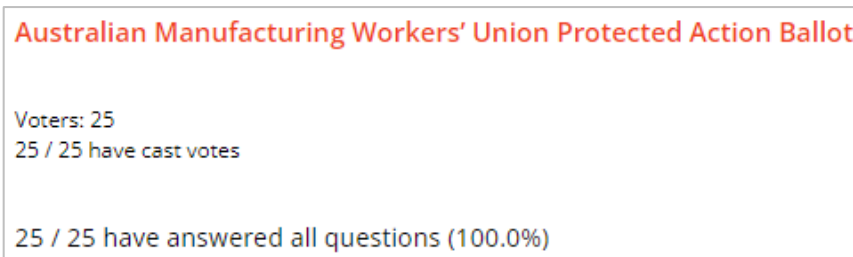 Australian Manufacturing Workers' Union Protected Action Ballot
Voters: 25
25 / 25 have cast votes
25 / 25 have answered all questions (100.0%)